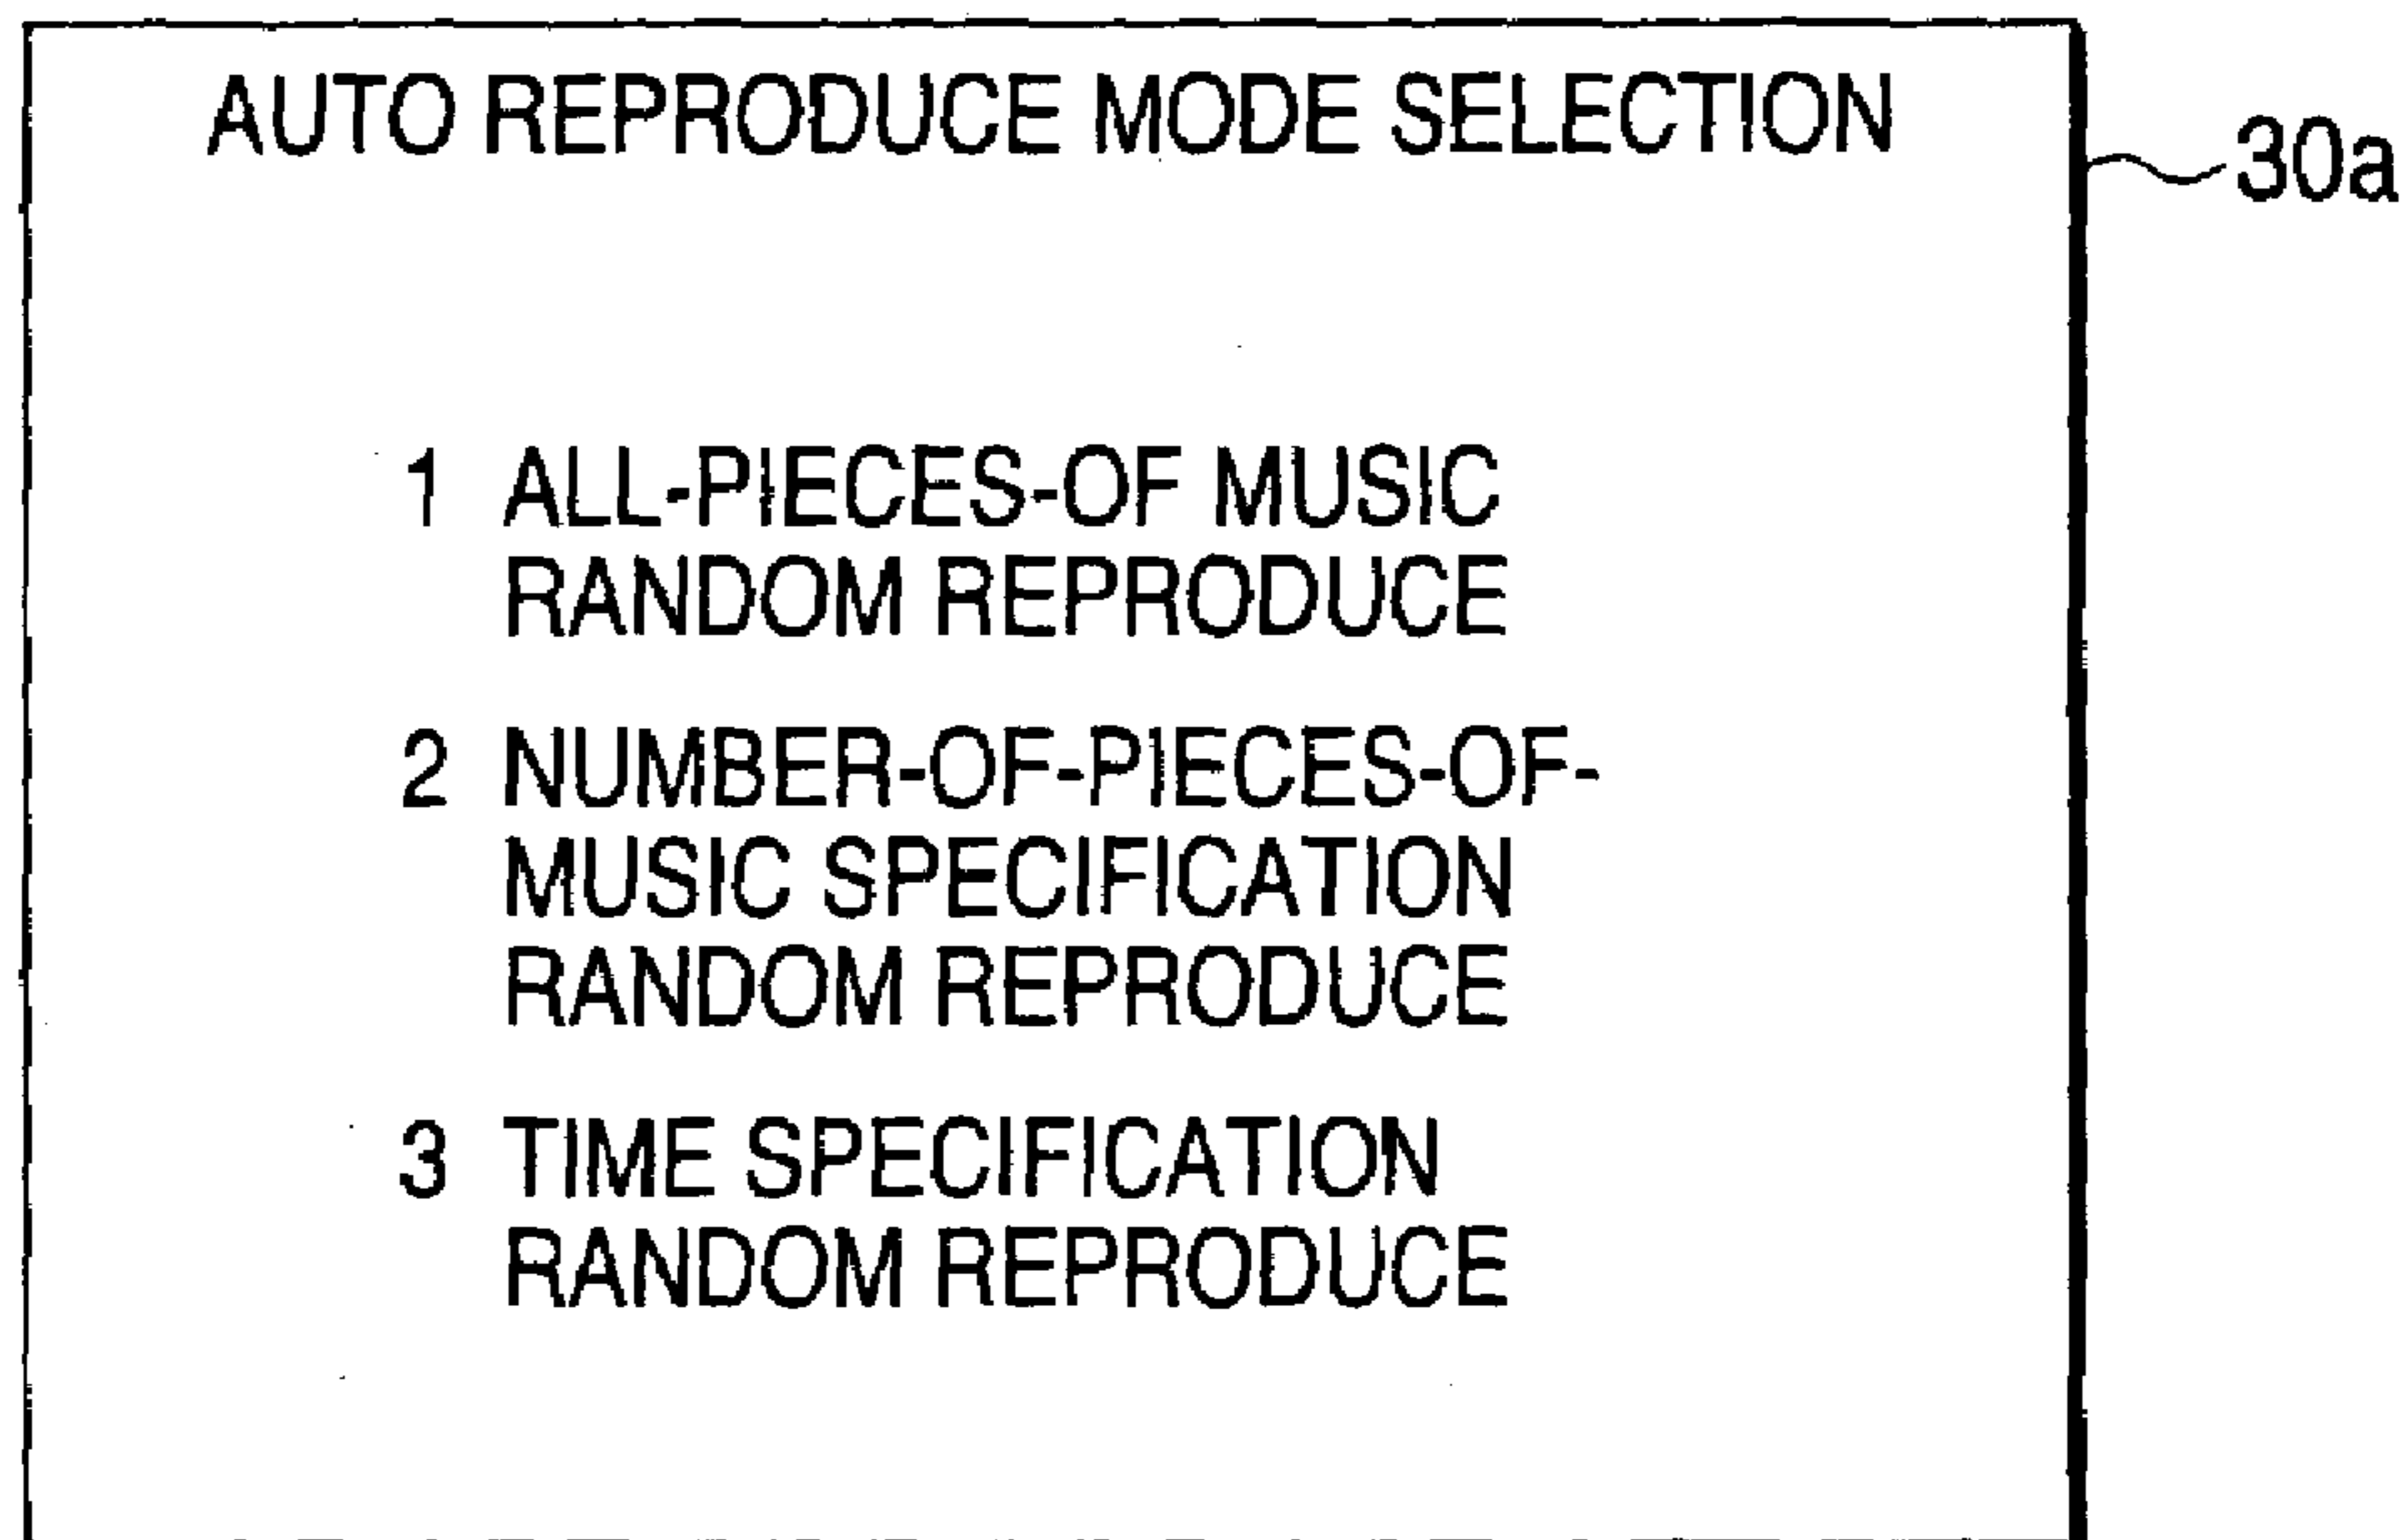 AUTO REPRODUCE MODE SELECTION
30a
1 ALL-PIECES-OF MUSIC
RANDOM REPRODUCE
2 NUMBER-OF-PIECES-OF-
MUSIC SPECIFICATION
RANDOM REPRODUCE
3 TIME SPECIFICATION
RANDOM REPRODUCE